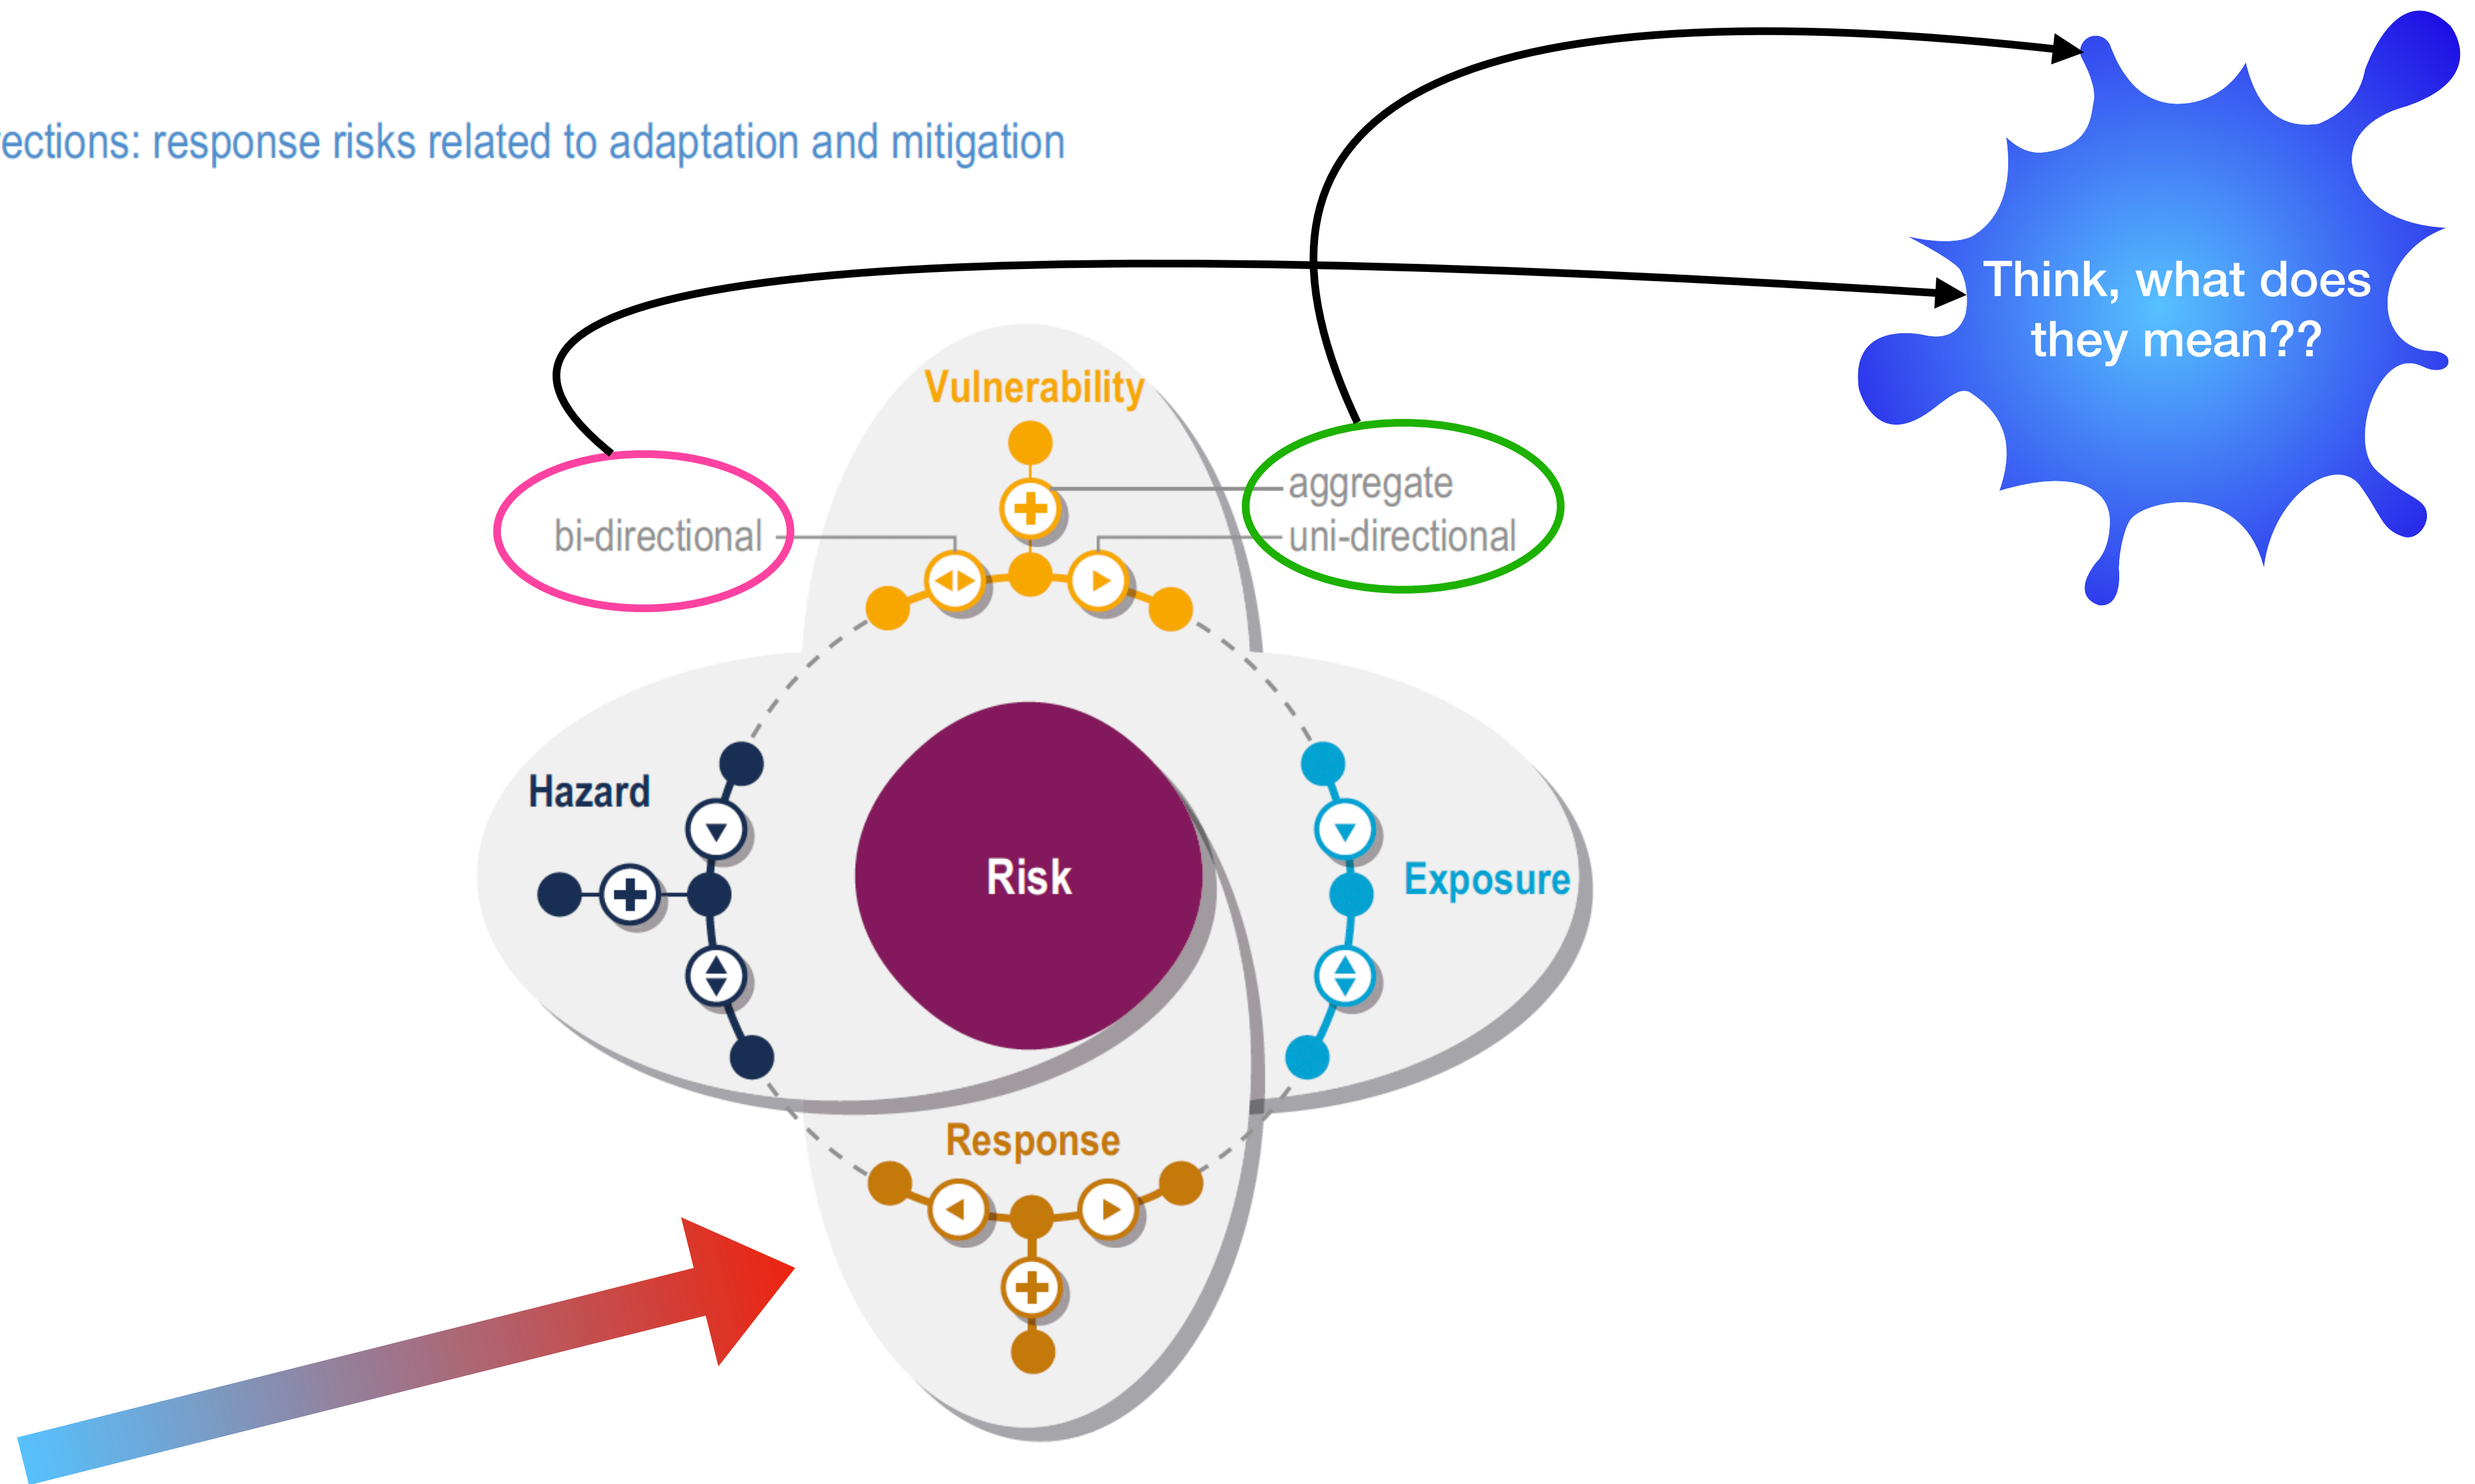 ections: response risks related to adaptation and mitigation
Think, what does
they mean??
Vulnerability
aggregate
bi-directional
uni-directional
Hazard
Risk
Exposure
Response